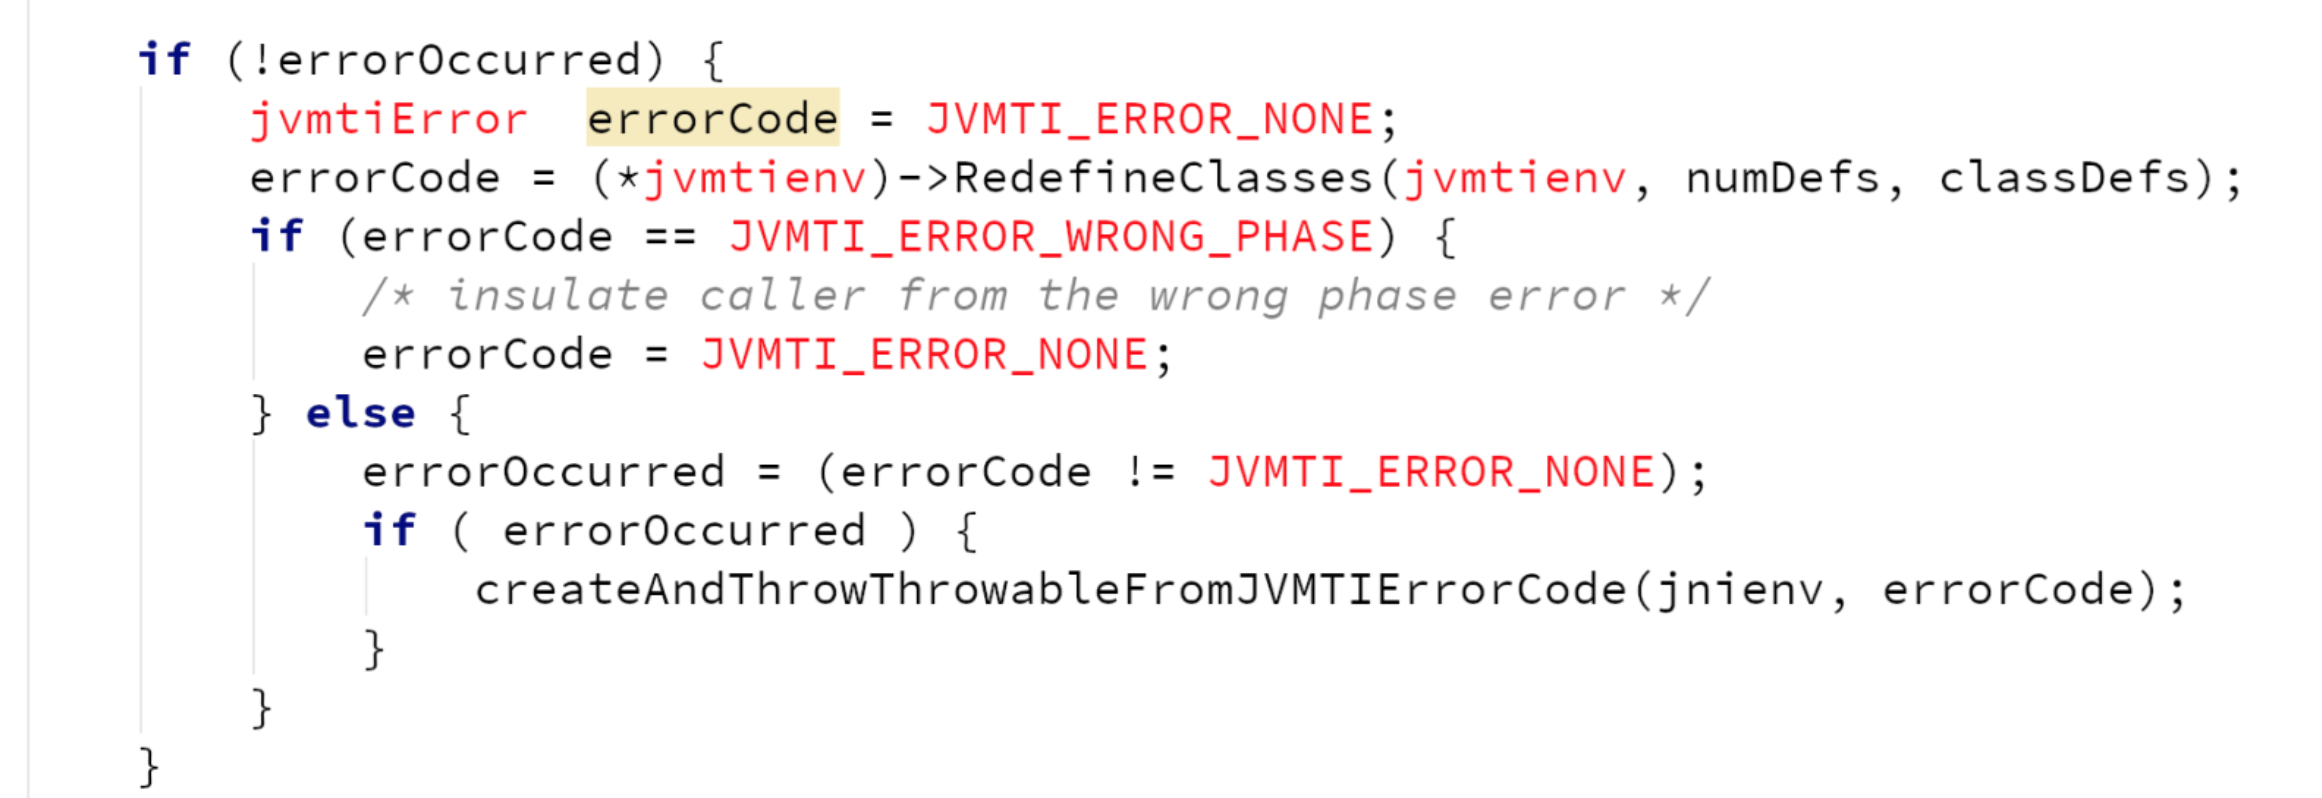 if (!errorOccurred) {
    jvmtiError  errorCode = JVMTI_ERROR_NONE;
    errorCode = (*jvmtienv)->RedefineClasses(jvmtienv, numDefs, classDefs);
    if (errorCode == JVMTI_ERROR_WRONG_PHASE) {
        /* insulate caller from the wrong phase error */
        errorCode = JVMTI_ERROR_NONE;
    } else {
        errorOccurred = (errorCode != JVMTI_ERROR_NONE);
        if ( errorOccurred ) {
            createAndThrowThrowableFromJVMTIErrorCode(jnienv, errorCode);
        }
    }
}